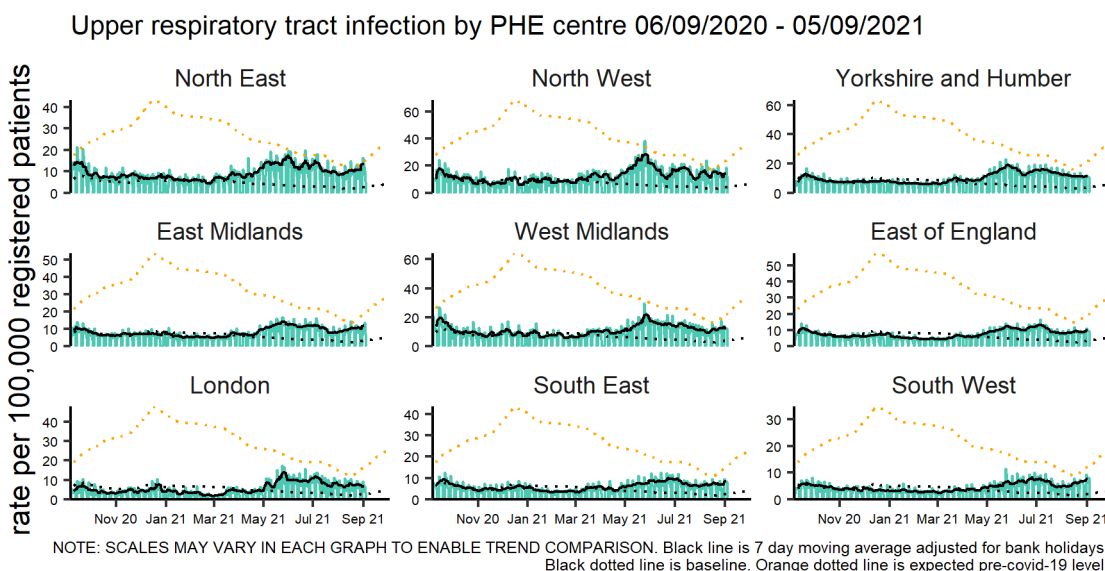 Upper respiratory tract infection by PHE centre 06/09/2020 - 05/09/2021
rate per 100,000 registered patients
North East
40
30
20
10
0
North West
60
40
20
0
Yorkshire and Humber
60
40
20
0
East Midlands
50
40
30
20
10
0
West Midlands
60
40
20
0
East of England
50
40
30
20
10
0
London
40
30
20
10
0
Nov 20 Jan 21 Mar 21 May 21 Jul 21 Sep 21
South East
40
30
20
10
0
Nov 20 Jan 21 Mar 21 May 21 Jul 21 Sep 21
South West
30
20
10
0
Nov 20 Jan 21 Mar 21 May 21 Jul 21 Sep 21
NOTE: SCALES MAY VARY IN EACH GRAPH TO ENABLE TREND COMPARISON. Black line is 7 day moving average adjusted for bank holidays
Black dotted line is baseline. Orange dotted line is expected pre-covid-19 level